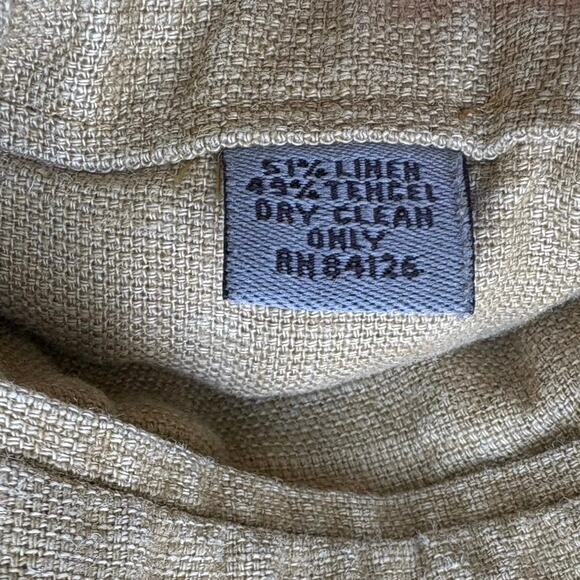 51% LINEN
49% TENCEL
DRY CLEAN
ONLY
RN 84126